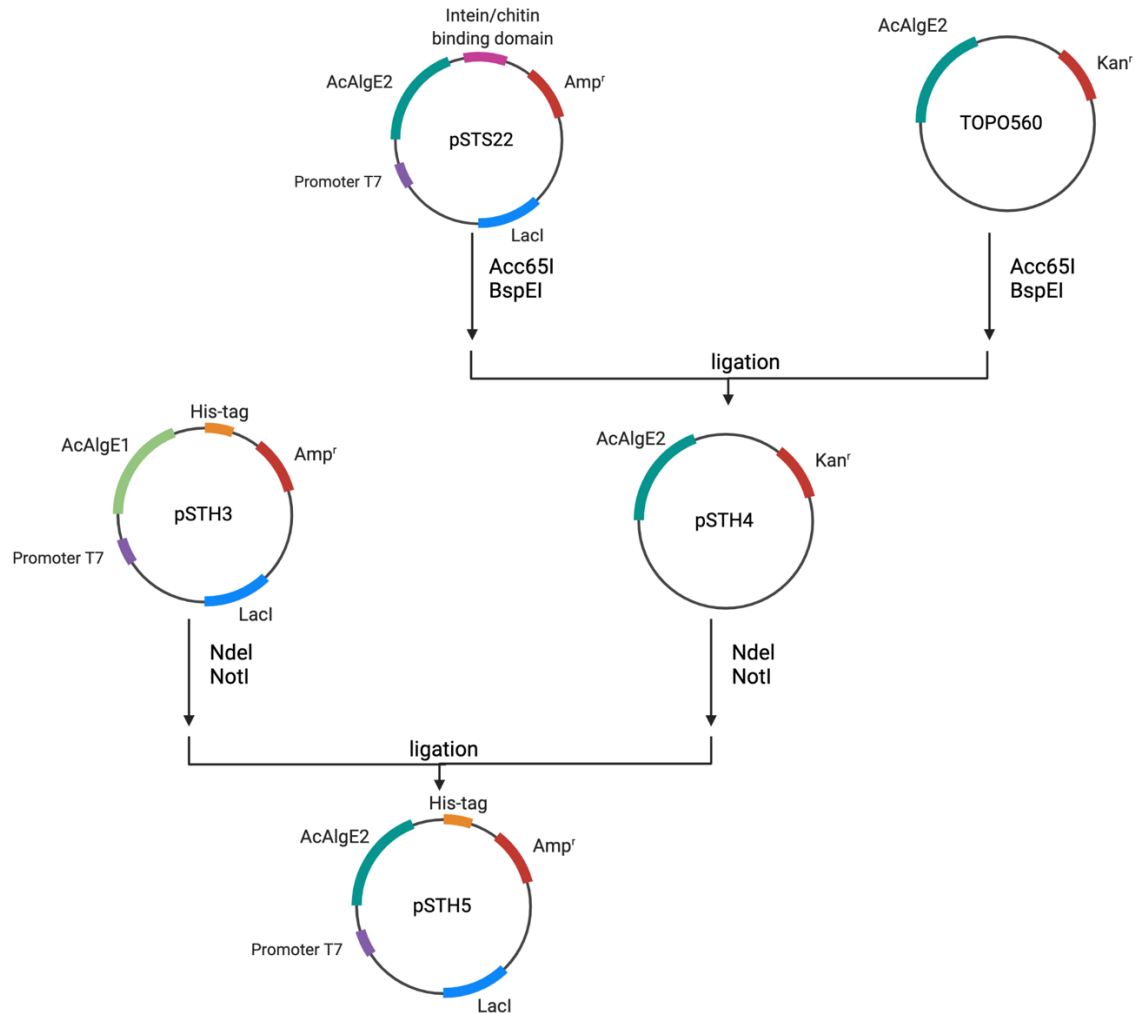 Intein/chitin
binding domain
AcAlgE2
Ampʳ
pSTS22
Promoter T7
LacI
AcAlgE2
Kanʳ
TOPO560
Acc65I
BspEI
Acc65I
BspEI
ligation
His-tag
AcAlgE1
Ampʳ
pSTH3
Promoter T7
LacI
AcAlgE2
Kanʳ
pSTH4
NdeI
NotI
NdeI
NotI
ligation
His-tag
AcAlgE2
Ampʳ
pSTH5
Promoter T7
LacI